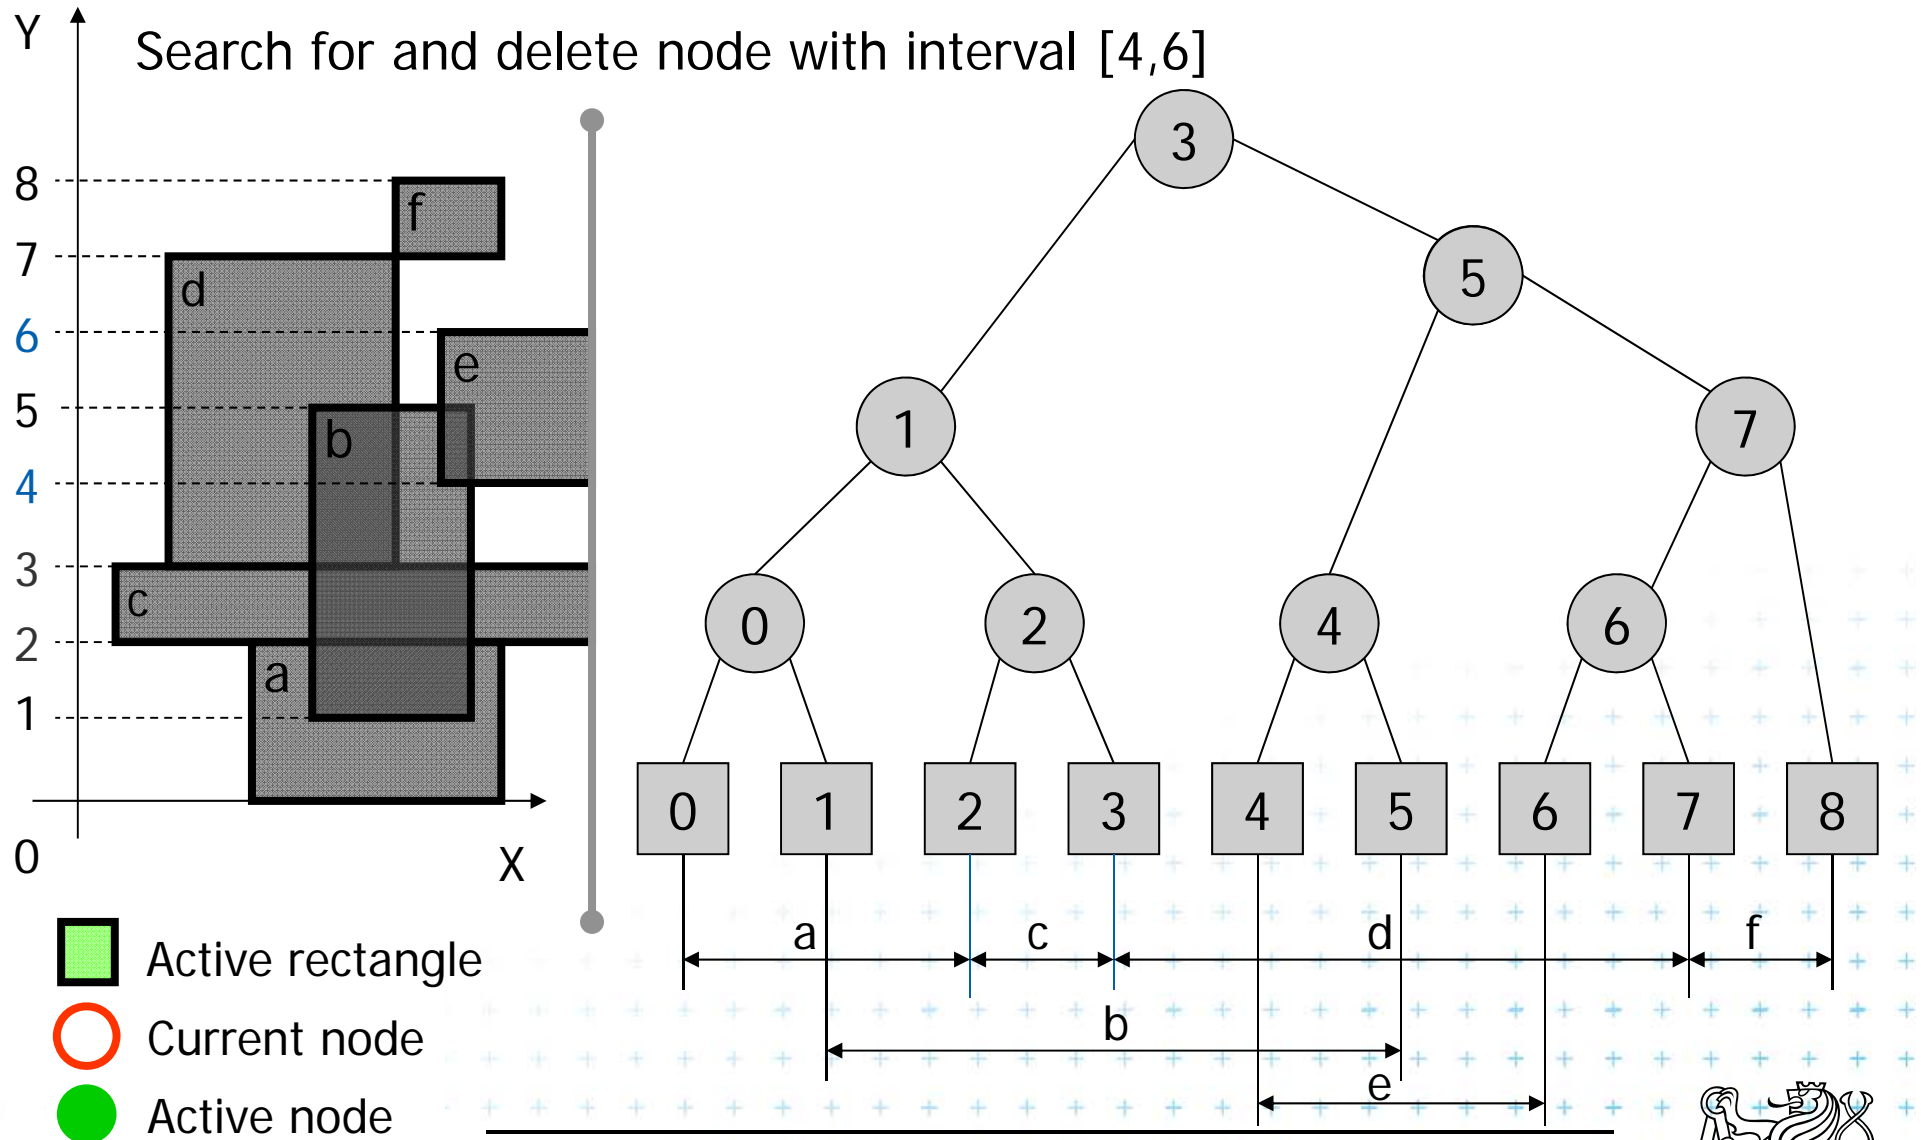 Y
Search for and delete node with interval [4,6]
8
7
6
5
4
3
2
1
0
X
f
d
e
b
c
a
Active rectangle
Current node
Active node
3
5
1
7
0
2
4
6
0 1 2 3 4 5 6 7 8
a c d f
b
e